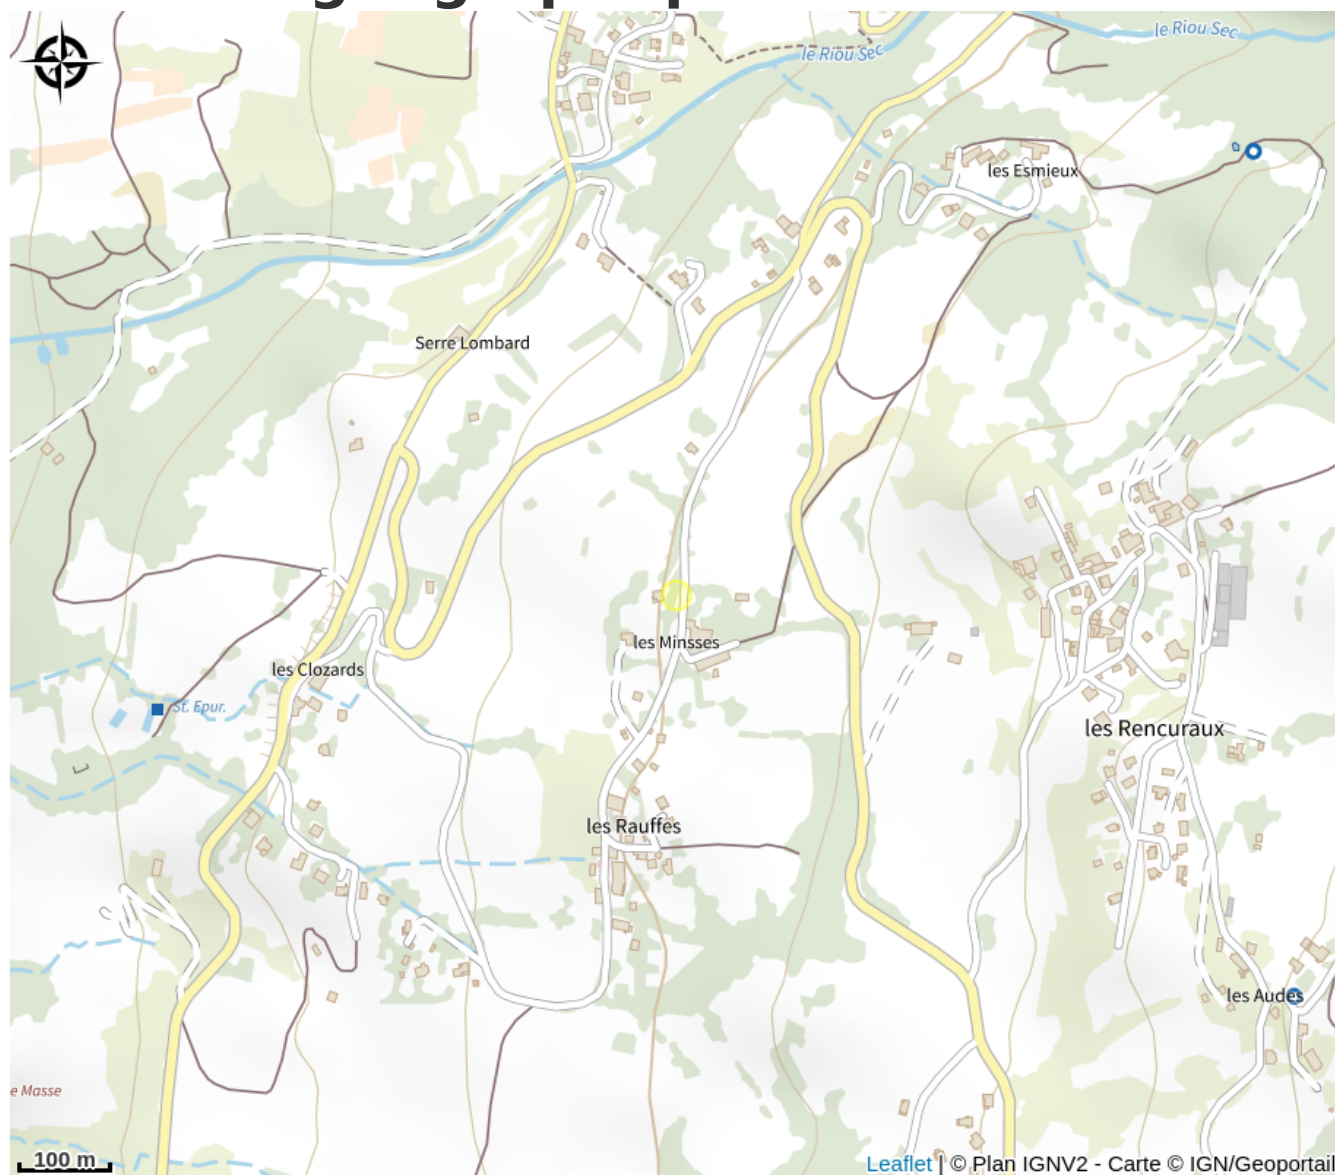 le Riou Sec
le Riou Sec
les Esmieux
Serre Lombard
les Minsses
les Clozards
St. Epur.
les Rencuraux
les Rauffes
les Audes
e Masse
100 m
Leaflet | © Plan IGNV2 - Carte © IGN/Geoportail